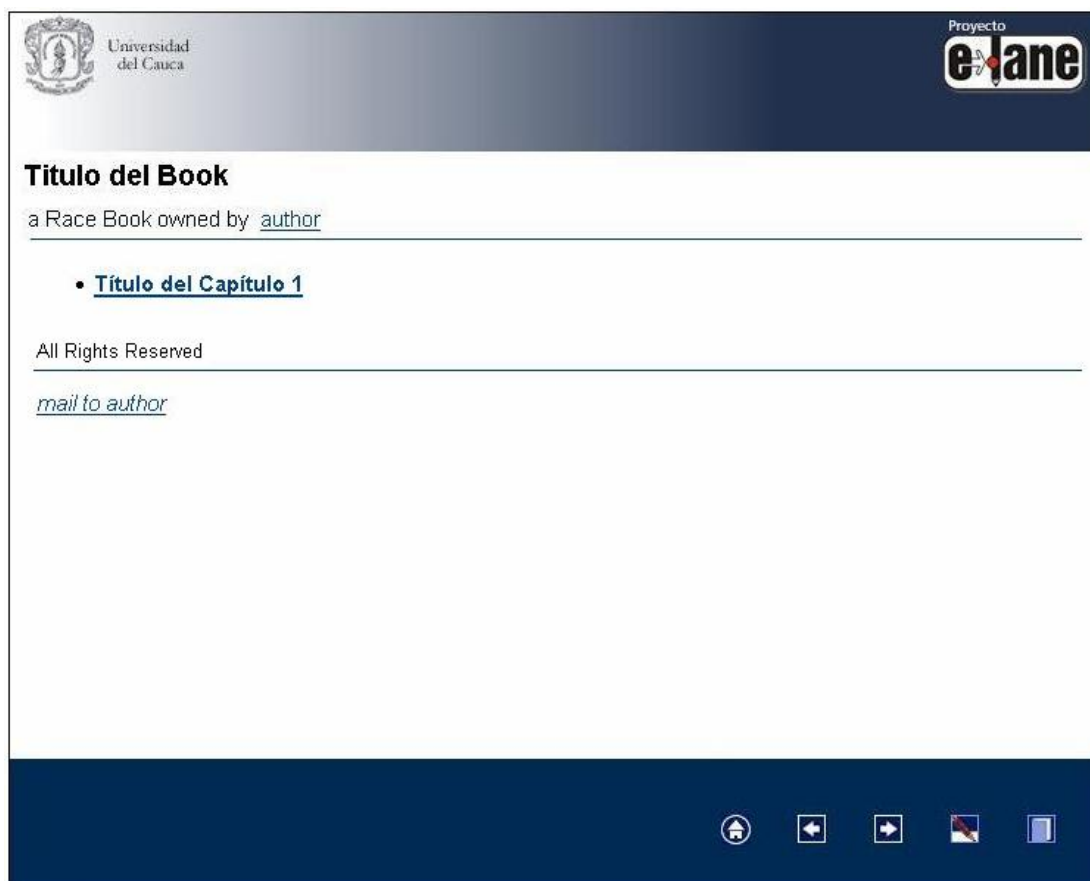 Universidad
del Cauca
Proyecto
e-lane
Titulo del Book
a Race Book owned by author
Título del Capítulo 1
All Rights Reserved
mail to author